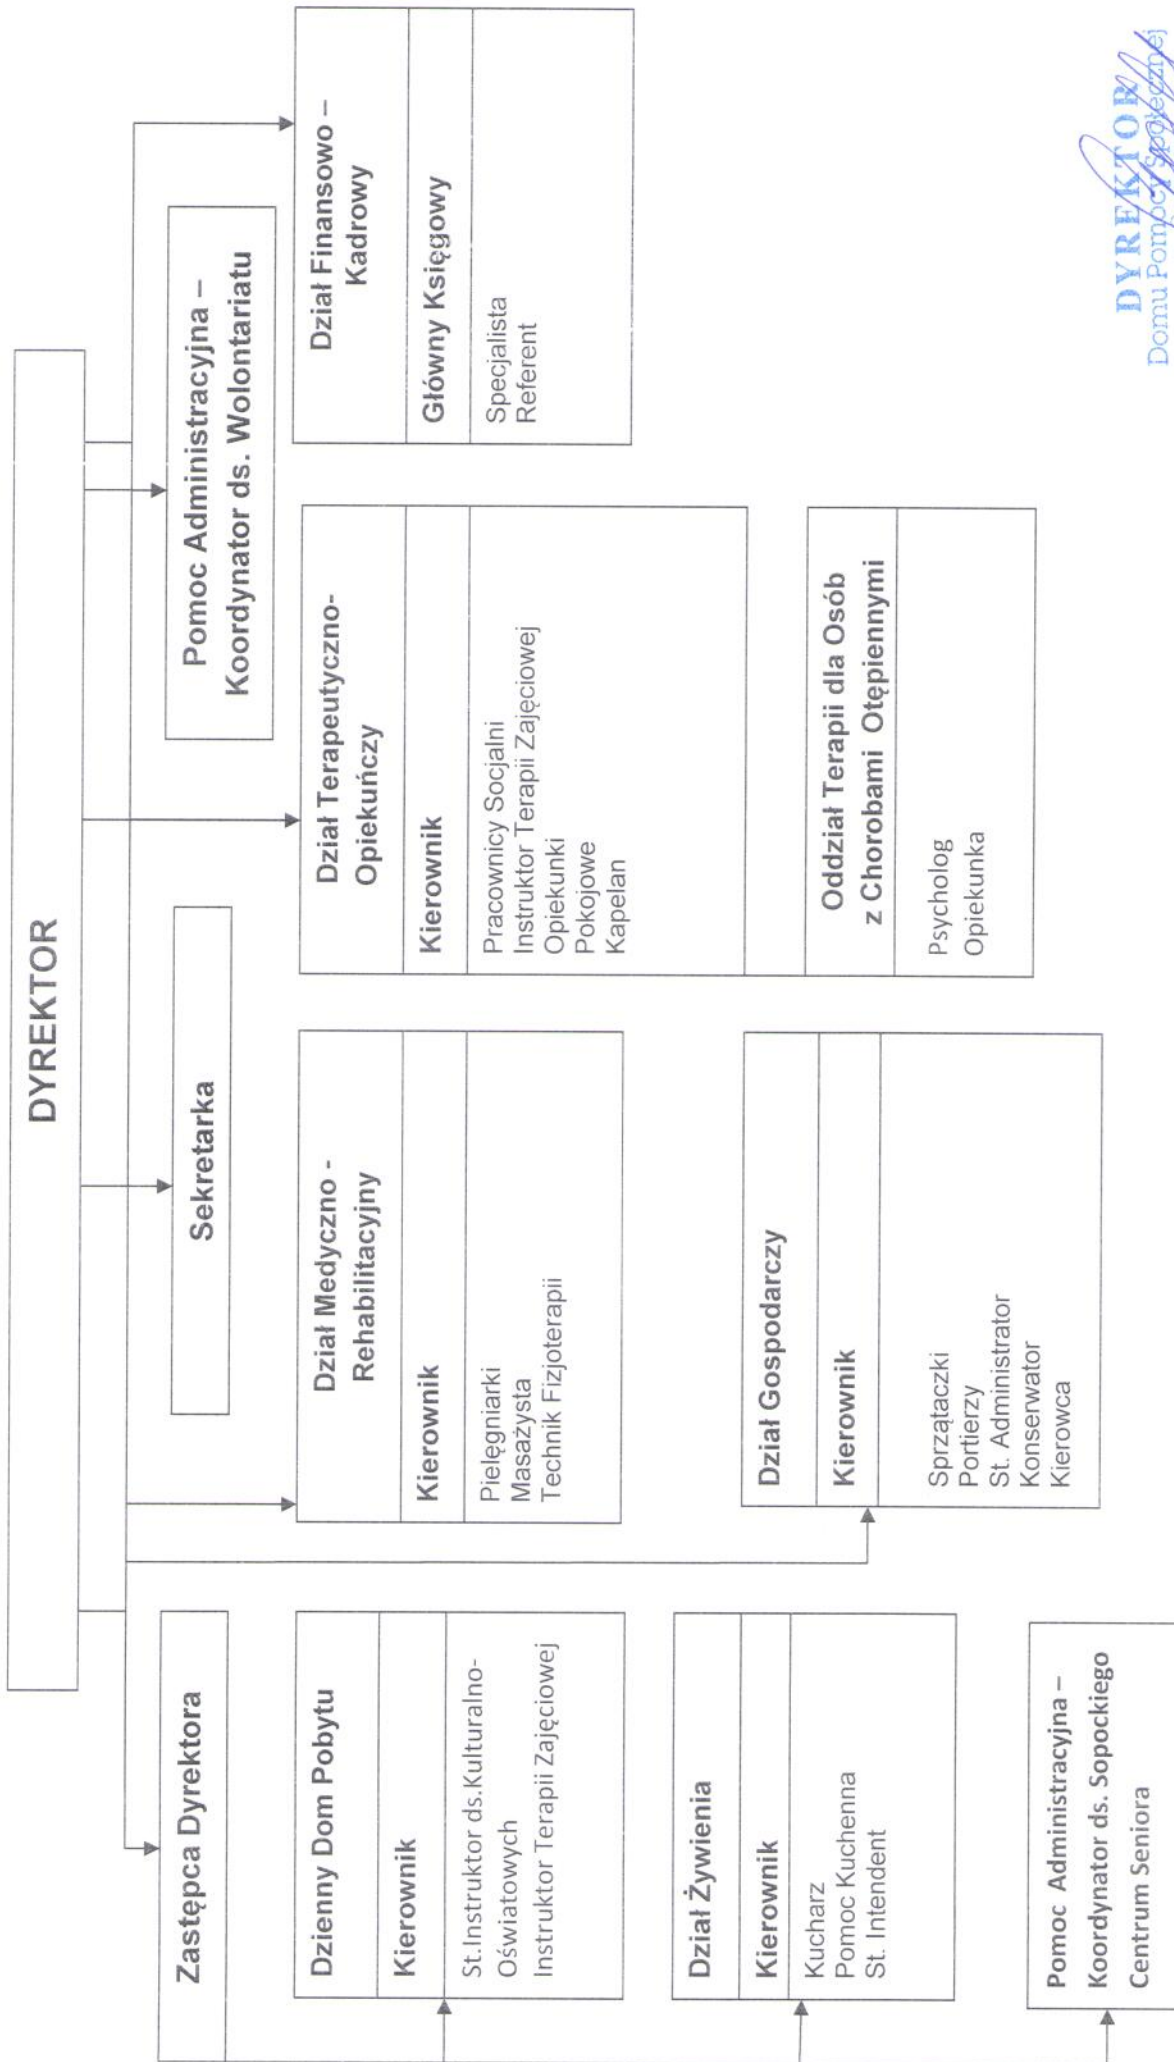 DYREKTOR
Zastępca Dyrektora
Sekretarka
Pomoc Administracyjna –
Koordynator ds. Wolontariatu
Dzienny Dom Pobytu
Kierownik
St.Instruktor ds.Kulturalno-
Oświatowych
Instruktor Terapii Zajęciowej
Dział Medyczno -
Rehabilitacyjny
Kierownik
Pielęgniarki
Masażysta
Technik Fizjoterapii
Dział Terapeutyczno-
Opiekuńczy
Kierownik
Pracownicy Socjalni
Instruktor Terapii Zajęciowej
Opiekunki
Pokojowe
Kapelan
Dział Finansowo –
Kadrowy
Główny Księgowy
Specjalista
Referent
Dział Żywienia
Kierownik
Kucharz
Pomoc Kuchenna
St. Intendent
Dział Gospodarczy
Kierownik
Sprzątaczki
Portierzy
St. Administrator
Konserwator
Kierowca
Oddział Terapii dla Osób
z Chorobami Otępiennymi
Psycholog
Opiekunka
Pomoc Administracyjna –
Koordynator ds. Sopockiego
Centrum Seniora
DYREKTOR
Domu Pomocy Społecznej